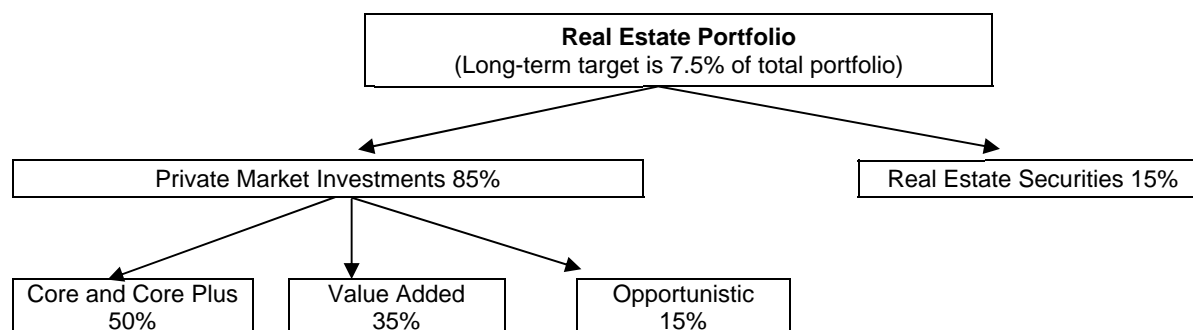 Real Estate Portfolio
(Long-term target is 7.5% of total portfolio)
Private Market Investments 85%
Real Estate Securities 15%
Core and Core Plus
50%
Value Added
35%
Opportunistic
15%